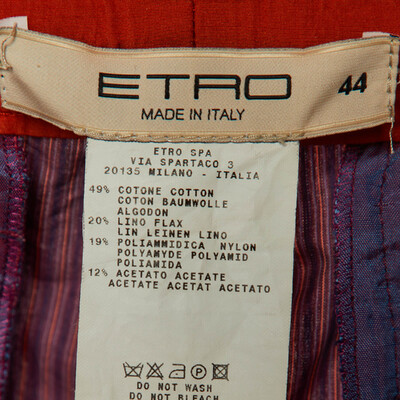 ETRO 44
MADE IN ITALY
ETRO SPA
VIA SPARTACO 3
20135 MILANO - ITALIA
49% COTONE COTTON
COTON BAUMWOLLE
ALGODON
20% LINO FLAX
LIN LEINEN LINO
19% POLIAMMIDICA NYLON
POLYAMYDE POLYAMID
POLIAMIDA
12% ACETATO ACETATE
ACETATE ACETAT ACETATO
DO NOT WASH
DO NOT BLEACH